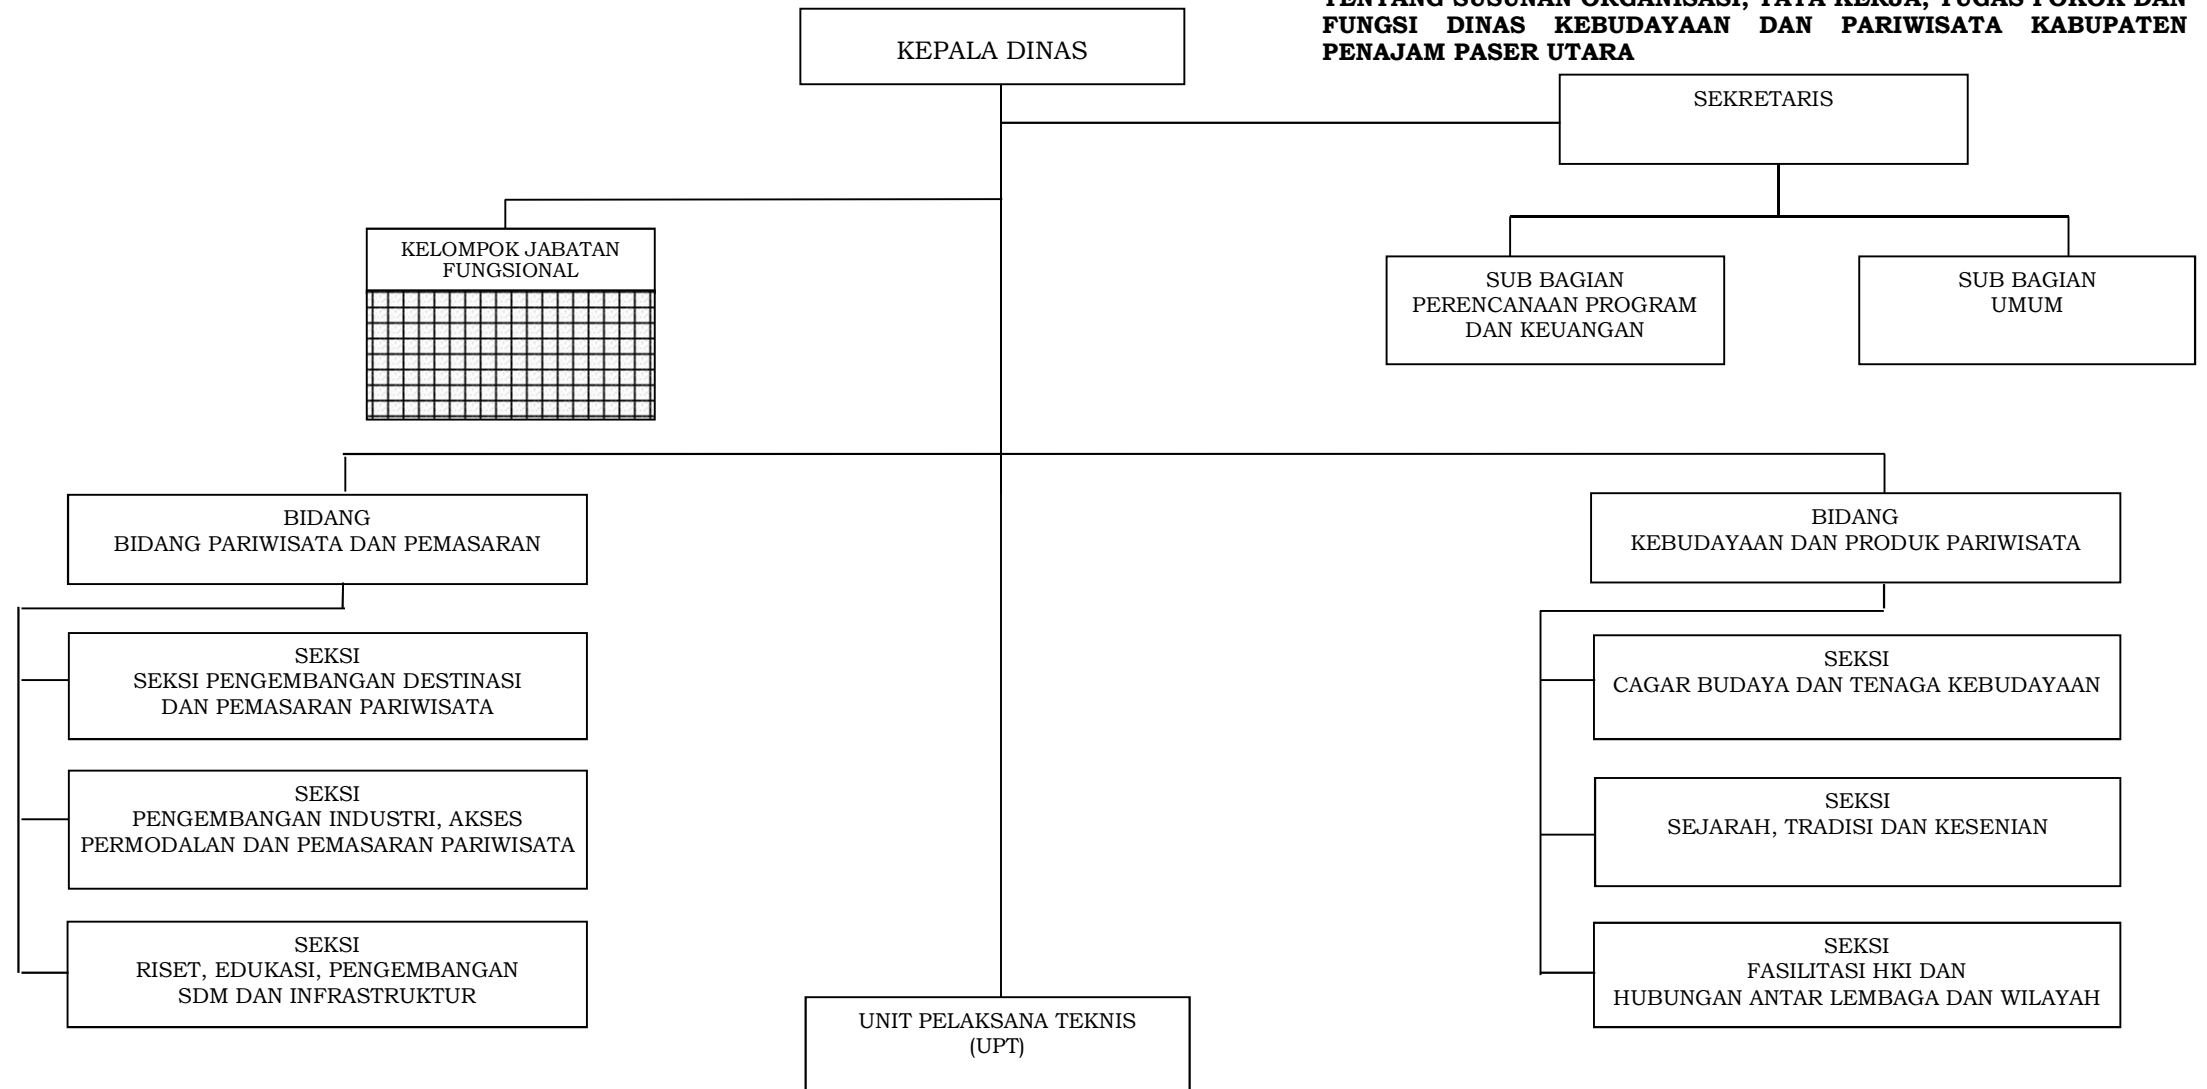 TENTANG SUSUNAN ORGANISASI, TATA KERJA, TUGAS POKOK DAN
FUNGSI DINAS KEBUDAYAAN DAN PARIWISATA KABUPATEN
PENAJAM PASER UTARA
KEPALA DINAS
SEKRETARIS
KELOMPOK JABATAN
FUNGSIONAL
SUB BAGIAN
PERENCANAAN PROGRAM
DAN KEUANGAN
SUB BAGIAN
UMUM
BIDANG
BIDANG PARIWISATA DAN PEMASARAN
SEKSI
SEKSI PENGEMBANGAN DESTINASI
DAN PEMASARAN PARIWISATA
SEKSI
PENGEMBANGAN INDUSTRI, AKSES
PERMODALAN DAN PEMASARAN PARIWISATA
SEKSI
RISET, EDUKASI, PENGEMBANGAN
SDM DAN INFRASTRUKTUR
BIDANG
KEBUDAYAAN DAN PRODUK PARIWISATA
SEKSI
CAGAR BUDAYA DAN TENAGA KEBUDAYAAN
SEKSI
SEJARAH, TRADISI DAN KESENIAN
SEKSI
FASILITASI HKI DAN
HUBUNGAN ANTAR LEMBAGA DAN WILAYAH
UNIT PELAKSANA TEKNIS
(UPT)